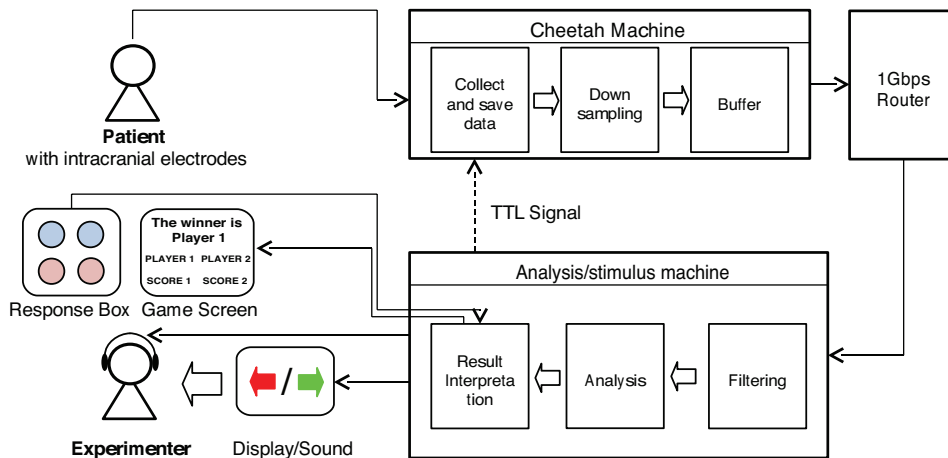 Cheetah Machine
Collect
and save
data
Down
sampling
Buffer
1Gbps
Router
Patient
with intracranial electrodes
TTL Signal
The winner is
Player 1
PLAYER 1 PLAYER 2
SCORE 1 SCORE 2
Response Box
Game Screen
Analysis/stimulus machine
Result
Interpreta
tion
Analysis
Filtering
/
Experimenter
Display/Sound